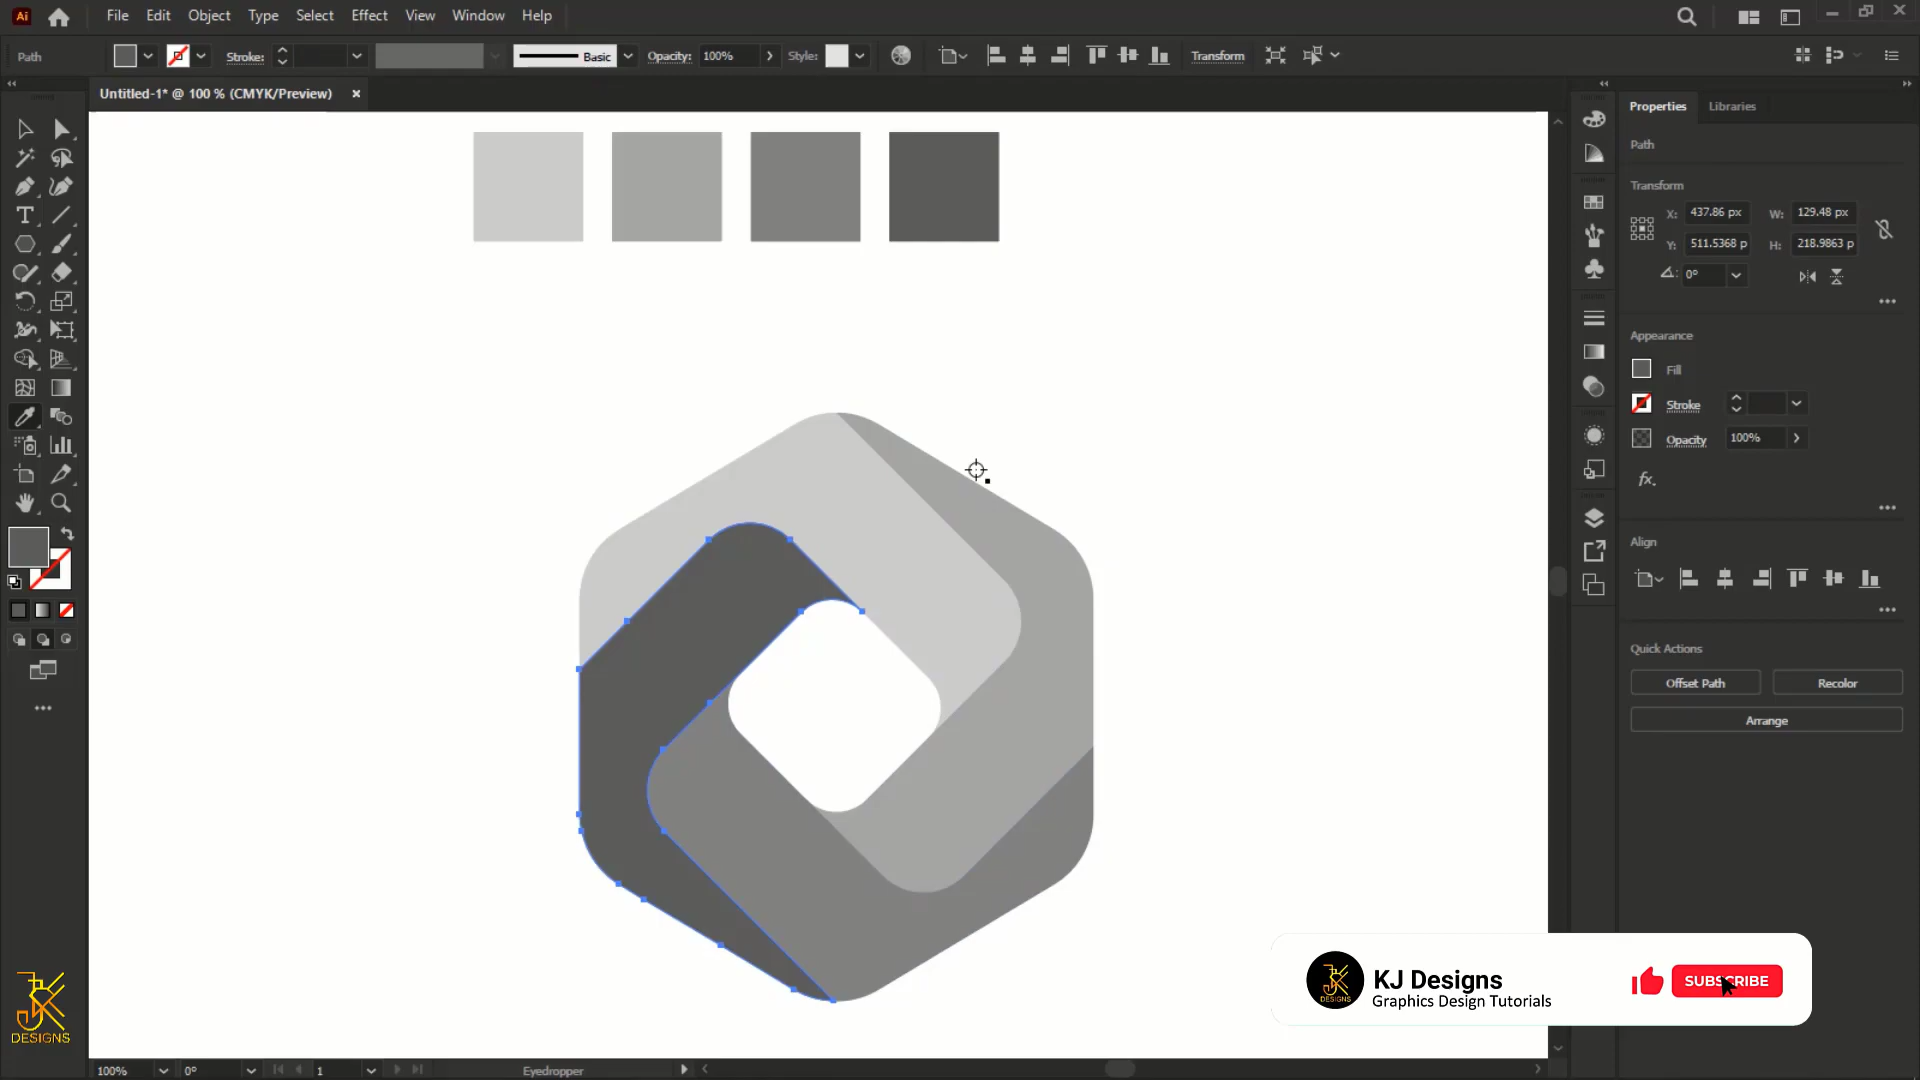 Ai File Edit Object Type Select Effect View Window Help
Path Stroke: Basic Opacity: 100% Style: Transform
Untitled-1* @ 100 % (CMYK/Preview)
Properties Libraries
Path
Transform
X: 437.86 px W: 129.48 px
Y: 511.5368 p H: 218.9863 p
0°
Appearance
Fill
Stroke
Opacity 100%
fx.
Align
Quick Actions
Offset Path Recolor
Arrange
KJ Designs
Graphics Design Tutorials
SUBSCRIBE
DESIGNS
DESIGNS
100% 0° 1 Eyedropper